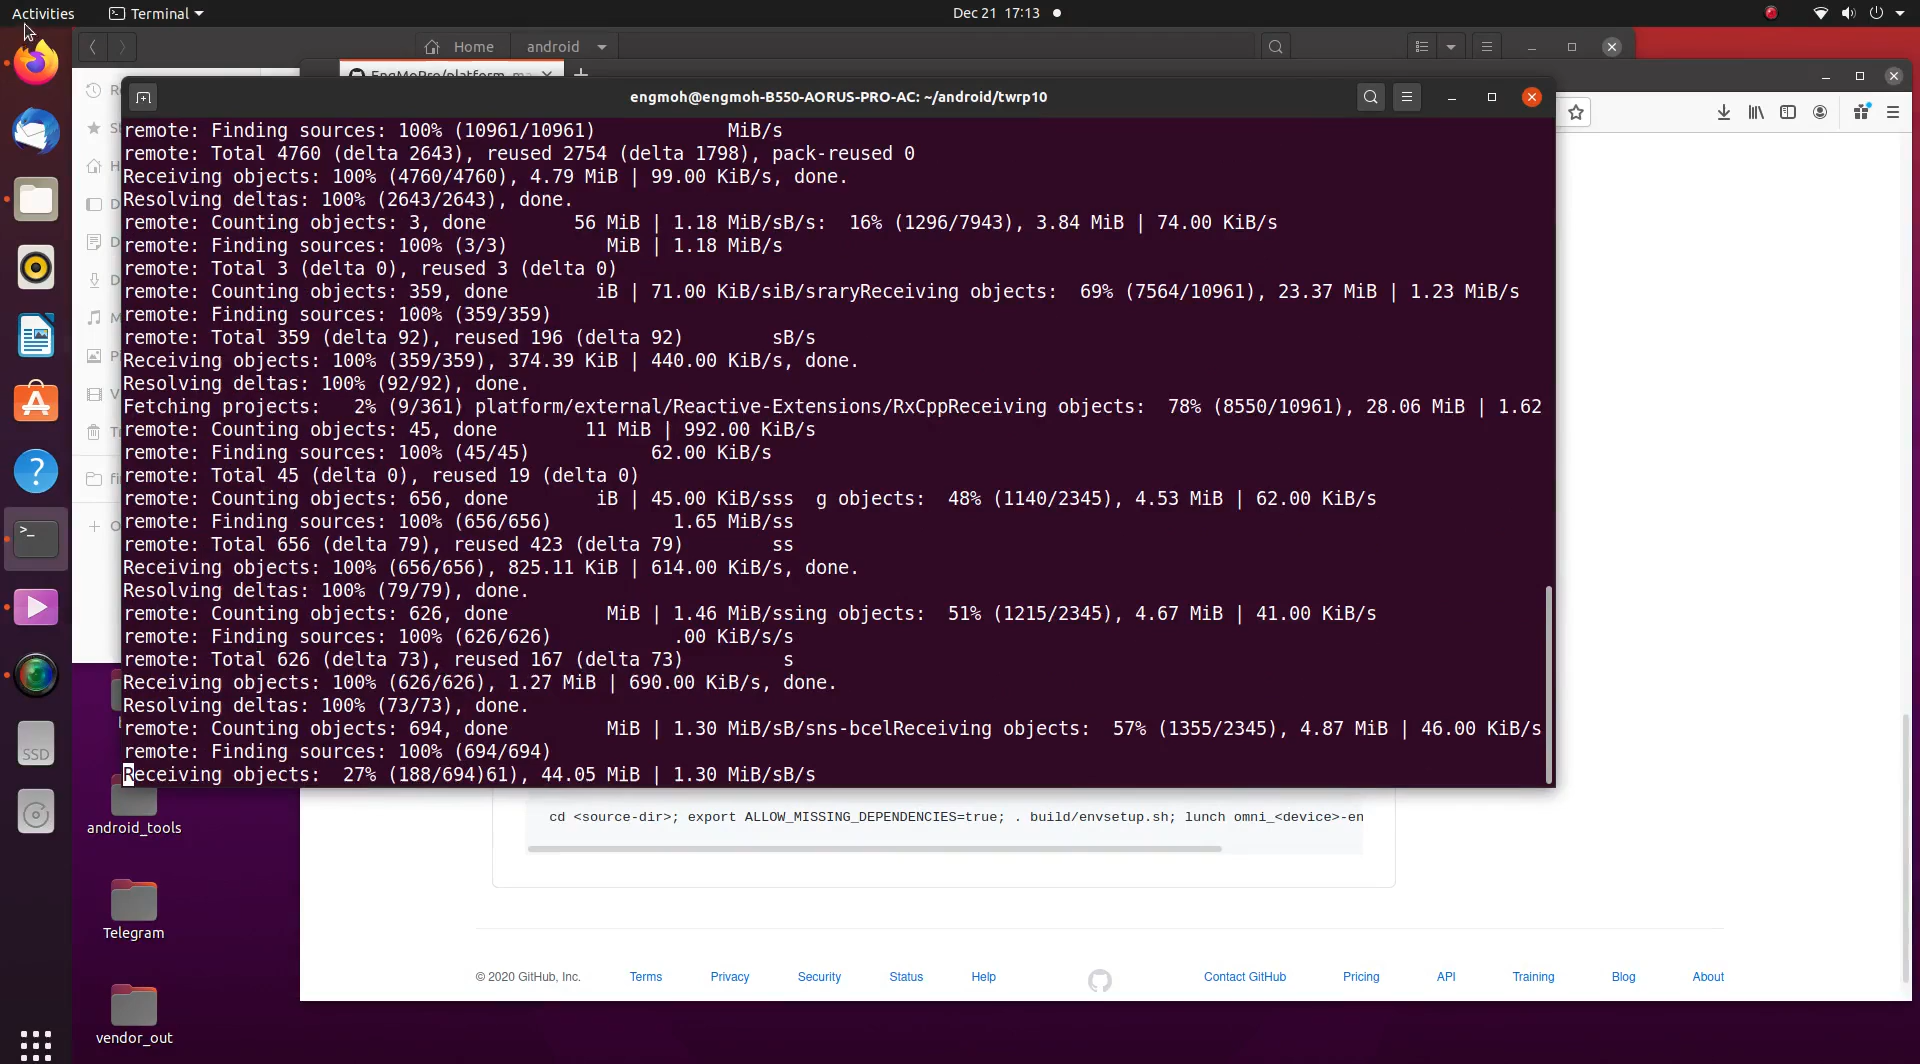 Activities
Terminal
Dec 21 17:13
Home
android
EngMoPro/platform_ma
engmoh@engmoh-B550-AORUS-PRO-AC: ~/android/twrp10
remote: Finding sources: 100% (10961/10961)            MiB/s
remote: Total 4760 (delta 2643), reused 2754 (delta 1798), pack-reused 0
Receiving objects: 100% (4760/4760), 4.79 MiB | 99.00 KiB/s, done.
Resolving deltas: 100% (2643/2643), done.
remote: Counting objects: 3, done        56 MiB | 1.18 MiB/sB/s:  16% (1296/7943), 3.84 MiB | 74.00 KiB/s
remote: Finding sources: 100% (3/3)         MiB | 1.18 MiB/s
remote: Total 3 (delta 0), reused 3 (delta 0)
remote: Counting objects: 359, done        iB | 71.00 KiB/siB/sraryReceiving objects:  69% (7564/10961), 23.37 MiB | 1.23 MiB/s
remote: Finding sources: 100% (359/359)
remote: Total 359 (delta 92), reused 196 (delta 92)        sB/s
Receiving objects: 100% (359/359), 374.39 KiB | 440.00 KiB/s, done.
Resolving deltas: 100% (92/92), done.
Fetching projects:   2% (9/361) platform/external/Reactive-Extensions/RxCppReceiving objects:  78% (8550/10961), 28.06 MiB | 1.62
remote: Counting objects: 45, done        11 MiB | 992.00 KiB/s
remote: Finding sources: 100% (45/45)           62.00 KiB/s
remote: Total 45 (delta 0), reused 19 (delta 0)
remote: Counting objects: 656, done        iB | 45.00 KiB/sss  g objects:  48% (1140/2345), 4.53 MiB | 62.00 KiB/s
remote: Finding sources: 100% (656/656)           1.65 MiB/ss
remote: Total 656 (delta 79), reused 423 (delta 79)        ss
Receiving objects: 100% (656/656), 825.11 KiB | 614.00 KiB/s, done.
Resolving deltas: 100% (79/79), done.
remote: Counting objects: 626, done         MiB | 1.46 MiB/ssing objects:  51% (1215/2345), 4.67 MiB | 41.00 KiB/s
remote: Finding sources: 100% (626/626)           .00 KiB/s/s
remote: Total 626 (delta 73), reused 167 (delta 73)         s
Receiving objects: 100% (626/626), 1.27 MiB | 690.00 KiB/s, done.
Resolving deltas: 100% (73/73), done.
remote: Counting objects: 694, done         MiB | 1.30 MiB/sB/sns-bcelReceiving objects:  57% (1355/2345), 4.87 MiB | 46.00 KiB/s
remote: Finding sources: 100% (694/694)
Receiving objects:  27% (188/694)61), 44.05 MiB | 1.30 MiB/sB/s
SSD
cd <source-dir>; export ALLOW_MISSING_DEPENDENCIES=true; . build/envsetup.sh; lunch omni_<device>-en
android_tools
Telegram
vendor_out
© 2020 GitHub, Inc.
Terms
Privacy
Security
Status
Help
Contact GitHub
Pricing
API
Training
Blog
About